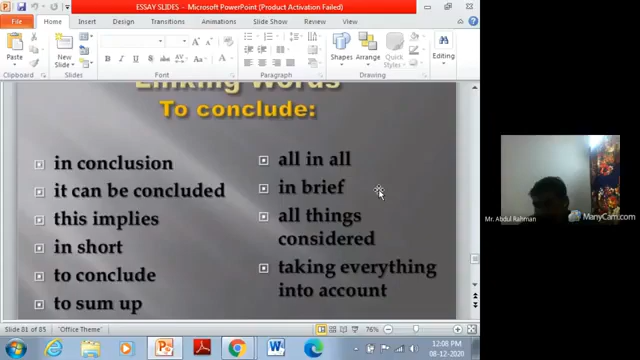 ESSAY SLIDES - Microsoft PowerPoint (Product Activation Failed)
File Home Insert Design Transitions Animations Slide Show Review View
Paste New Slide Shapes Arrange Quick Styles Editing
Clipboard Slides Font Paragraph Drawing
Linking Words
To conclude:
in conclusion
it can be concluded
this implies
in short
to conclude
to sum up
all in all
in brief
all things
considered
taking everything
into account
Mr. Abdul Rahman
ManyCam.com
Slide 81 of 85 "Office Theme" 76%
12:08 PM
08-12-2020